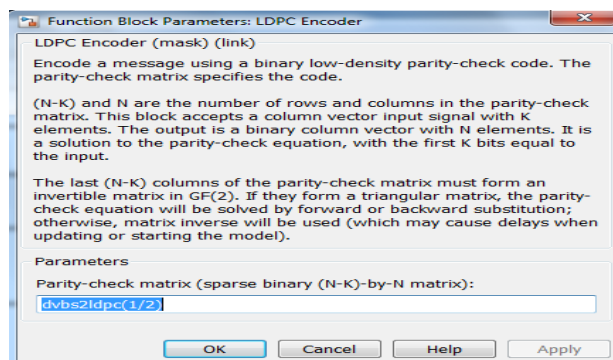 Function Block Parameters: LDPC Encoder
LDPC Encoder (mask) (link)
Encode a message using a binary low-density parity-check code. The
parity-check matrix specifies the code.
(N-K) and N are the number of rows and columns in the parity-check
matrix. This block accepts a column vector input signal with K
elements. The output is a binary column vector with N elements. It is
a solution to the parity-check equation, with the first K bits equal to
the input.
The last (N-K) columns of the parity-check matrix must form an
invertible matrix in GF(2). If they form a triangular matrix, the parity-
check equation will be solved by forward or backward substitution;
otherwise, matrix inverse will be used (which may cause delays when
updating or starting the model).
Parameters
Parity-check matrix (sparse binary (N-K)-by-N matrix):
dvbs2ldpc(1/2)
OK Cancel Help Apply